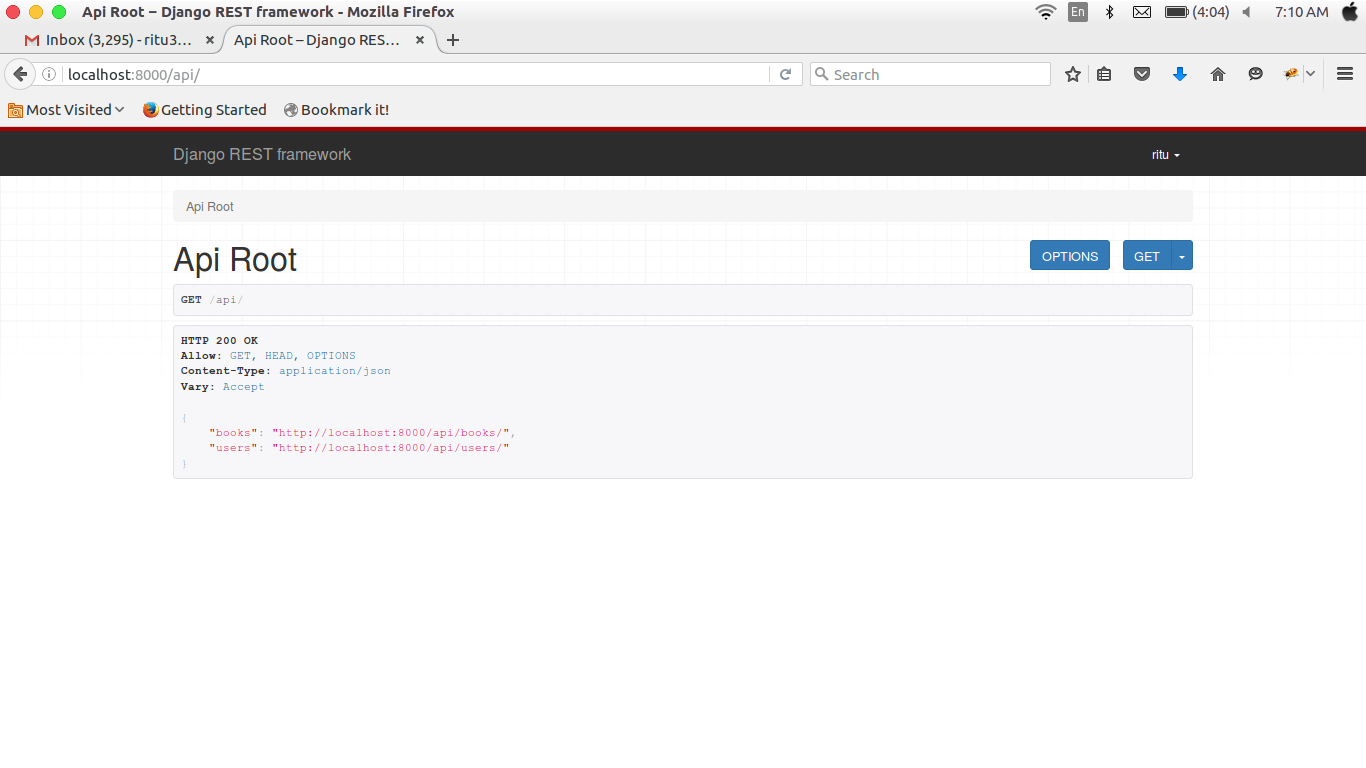 Api Root – Django REST framework - Mozilla Firefox
En
(4:04)
7:10 AM
Inbox (3,295) - ritu3...
Api Root – Django RES...
localhost:8000/api/
Search
Most Visited
Getting Started
Bookmark it!
Django REST framework
ritu
Api Root
Api Root
OPTIONS
GET
GET /api/
HTTP 200 OK
Allow: GET, HEAD, OPTIONS
Content-Type: application/json
Vary: Accept
{
"books": "http://localhost:8000/api/books/",
"users": "http://localhost:8000/api/users/"
}